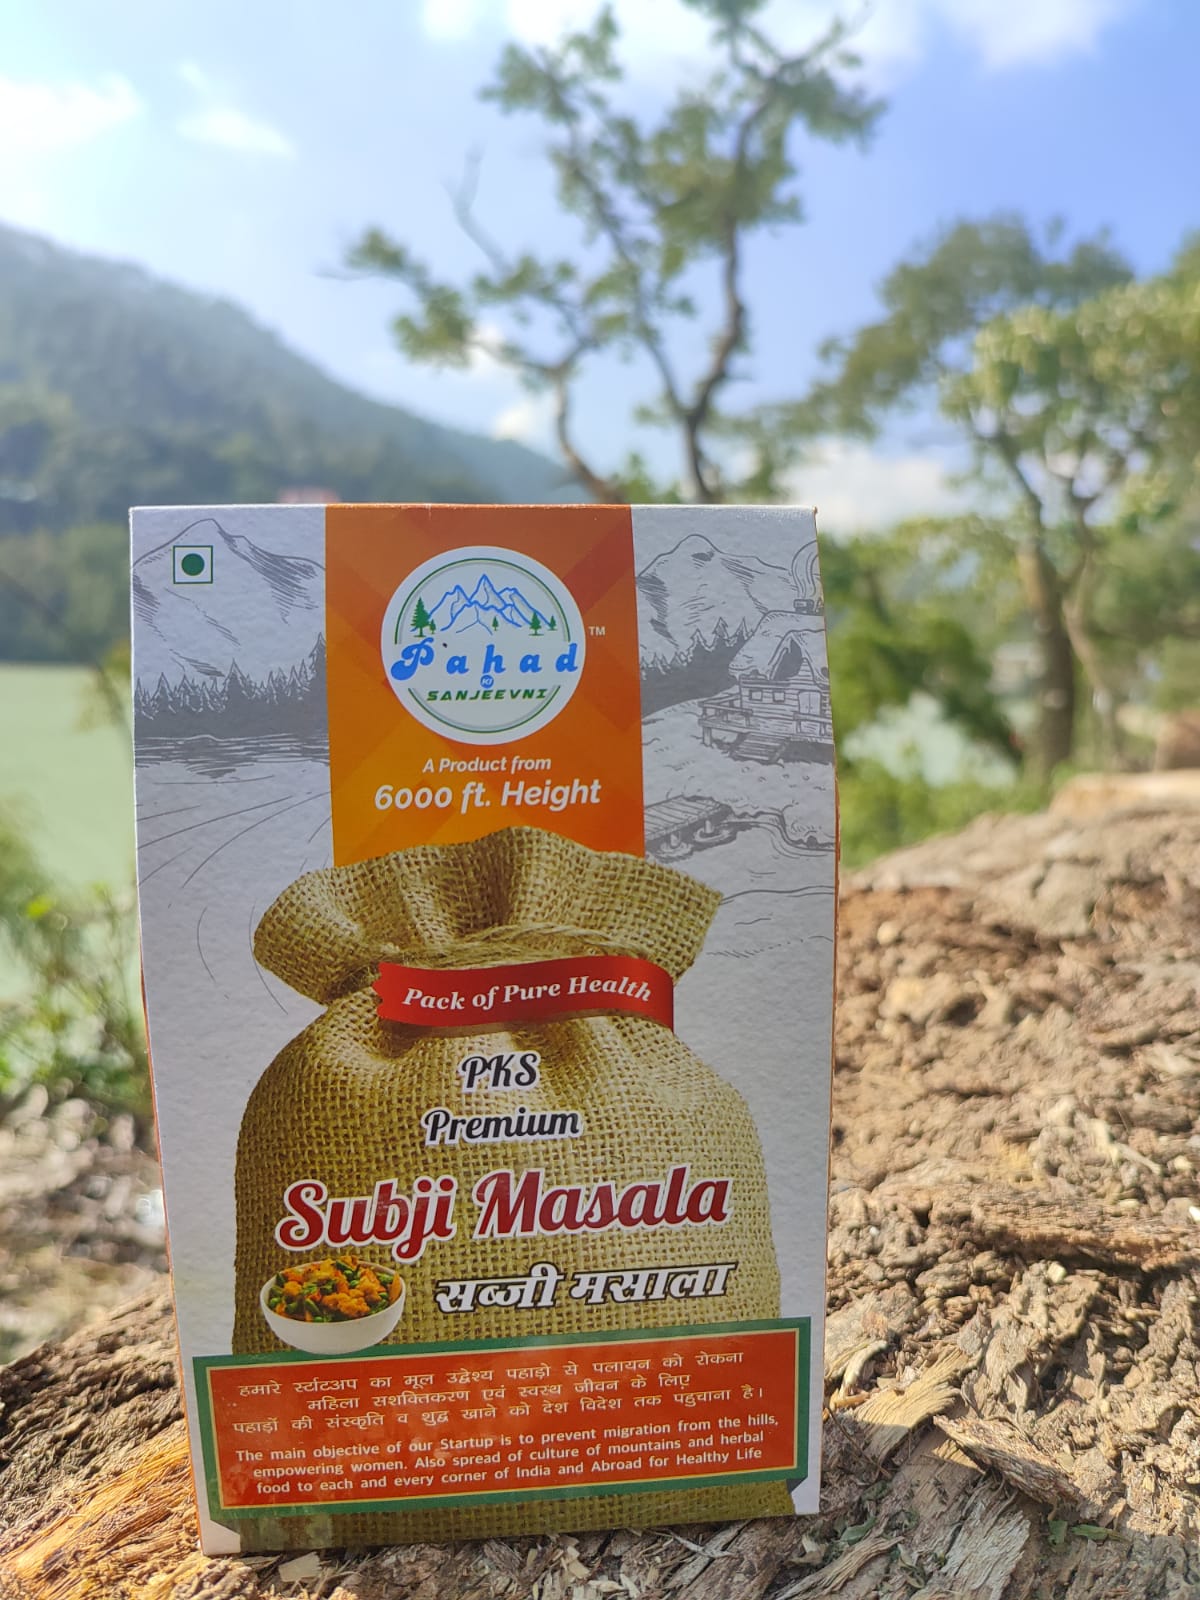 Pahad
KI
SANJEEVNI
TM
A Product from
6000 ft. Height
Pack of Pure Health
PKS
Premium
Subji Masala
सब्जी मसाला
हमारे स्टार्टअप का मूल उद्वेश्य पहाड़ो से पलायन को रोकना
महिला सशक्तिकरण एवं स्वस्थ जीवन के लिए
पहाड़ों की संस्कृति व शुद्व खाने को देश विदेश तक पहुचाना है।
The main objective of our Startup is to prevent migration from the hills,
empowering women. Also spread of culture of mountains and herbal
food to each and every corner of India and Abroad for Healthy Life